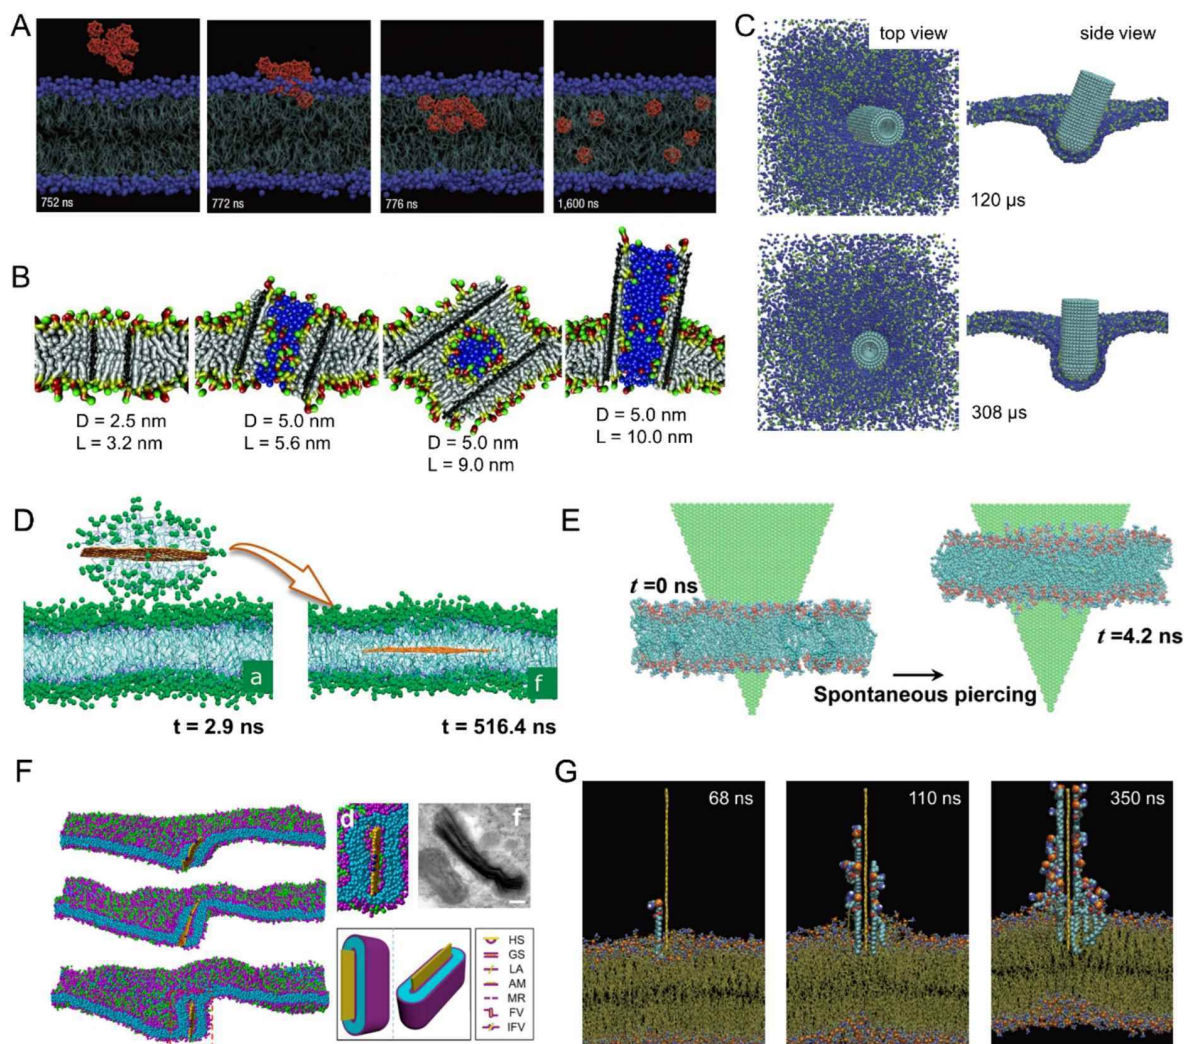 A
752 ns
772 ns
776 ns
1,600 ns
B
D = 2.5 nm
L = 3.2 nm
D = 5.0 nm
L = 5.6 nm
D = 5.0 nm
L = 9.0 nm
D = 5.0 nm
L = 10.0 nm
C
top view
side view
120 µs
308 µs
D
a
t = 2.9 ns
f
t = 516.4 ns
E
t=0 ns
t=4.2 ns
Spontaneous piercing
F
d
f
HS
GS
LA
AM
MR
FV
IFV
G
68 ns
110 ns
350 ns